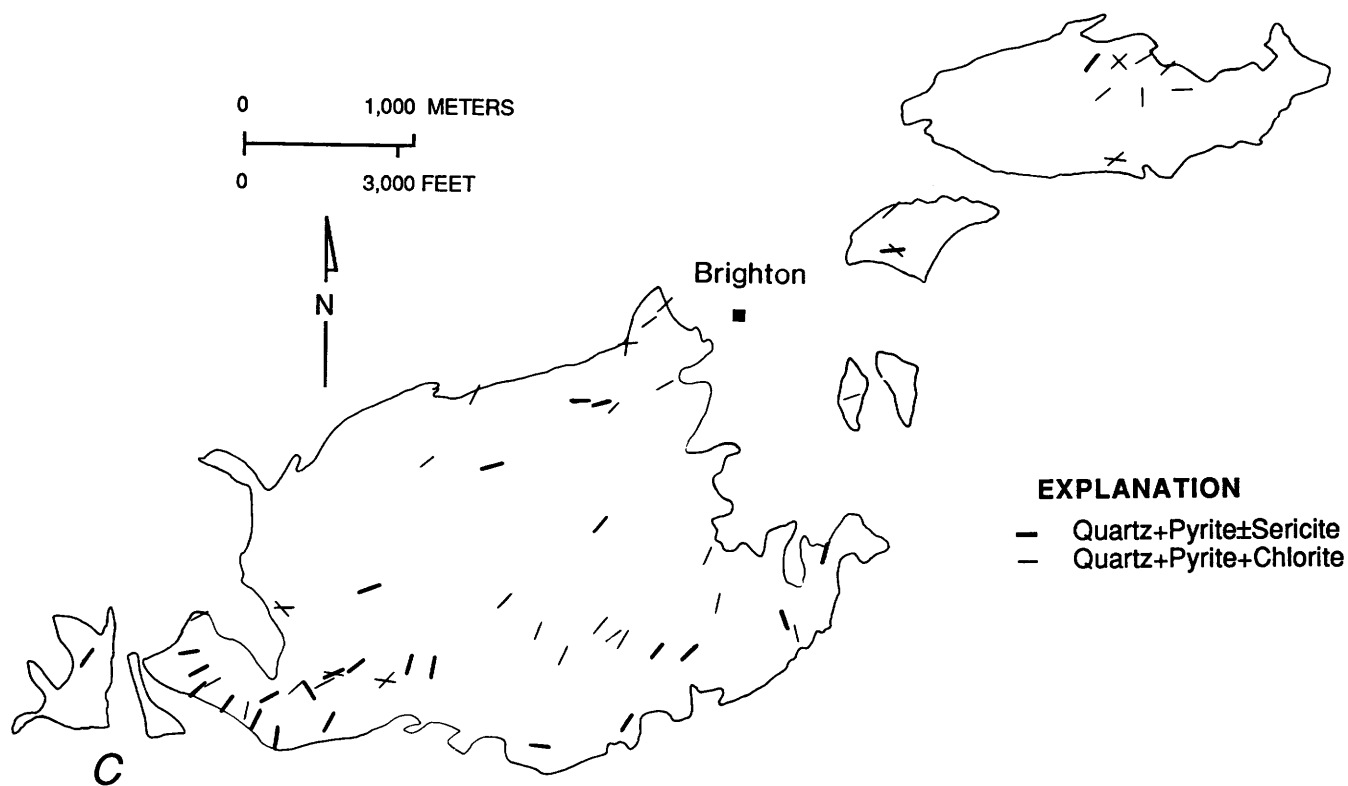 0 1,000 METERS
0 3,000 FEET
N
Brighton
EXPLANATION
Quartz+Pyrite±Sericite
Quartz+Pyrite+Chlorite
C